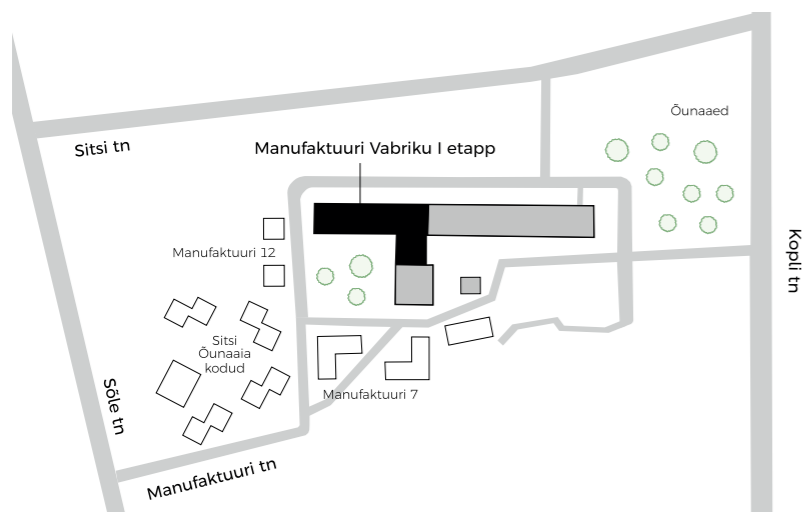 Õunaaed
Sitsi tn
Manufaktuuri Vabriku I etapp
Manufaktuuri 12
Kopli tn
Sitsi
Õunaaia
kodud
Sõle tn
Manufaktuuri 7
Manufaktuuri tn